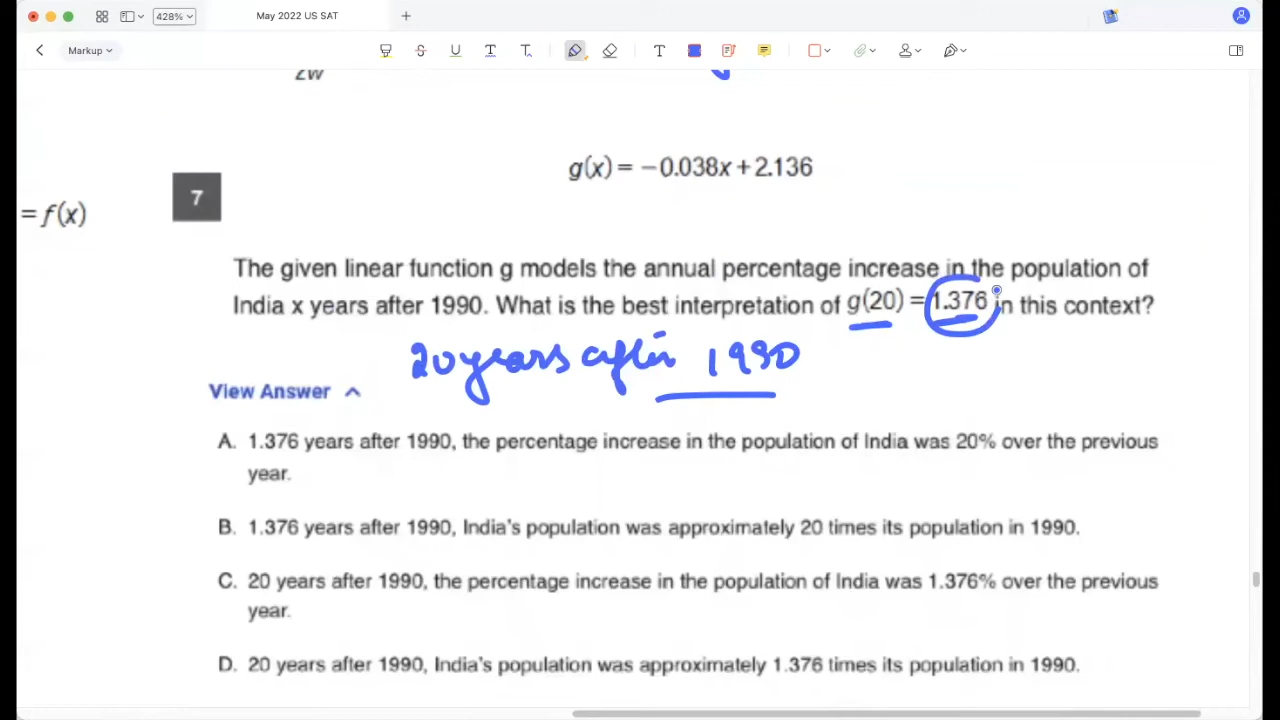 428%
May 2022 US SAT
Markup
2w
g(x) = −0.038x + 2.136
7
= f(x)
The given linear function g models the annual percentage increase in the population of
India x years after 1990. What is the best interpretation of g(20) = 1.376 in this context?
20 years after 1990
View Answer
A. 1.376 years after 1990, the percentage increase in the population of India was 20% over the previous
year.
B. 1.376 years after 1990, India's population was approximately 20 times its population in 1990.
C. 20 years after 1990, the percentage increase in the population of India was 1.376% over the previous
year.
D. 20 years after 1990, India's population was approximately 1.376 times its population in 1990.